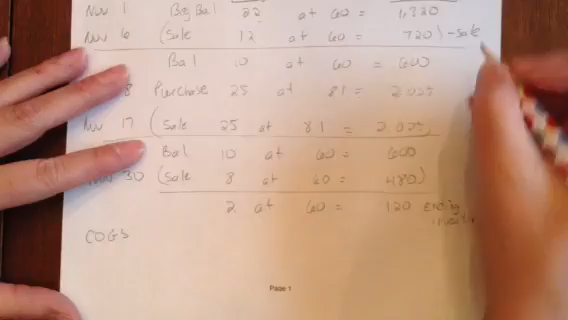 Nov 1 Beg Bal 22 at 60 = 1,320
Nov 6 (Sale 12 at 60 = 720) - sale
Bal 10 at 60 = 600
8 Purchase 25 at 81 = 2,025
Nov 17 (Sale 25 at 81 = 2,025)
Bal 10 at 60 = 600
30 (Sale 8 at 60 = 480)
2 at 60 = 120 ending
COGS
Page 1